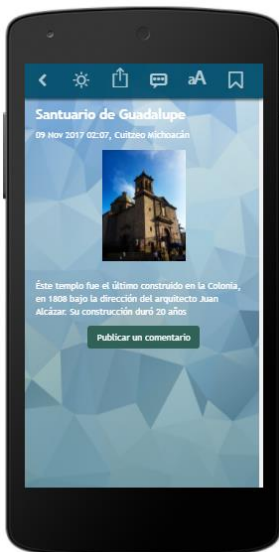 aA
Santuario de Guadalupe
09 Nov 2017 02:07, Cuitzeo Michoacán
Éste templo fue el último construido en la Colonia,
en 1808 bajo la dirección del arquitecto Juan
Alcázar. Su construcción duró 20 años
Publicar un comentario